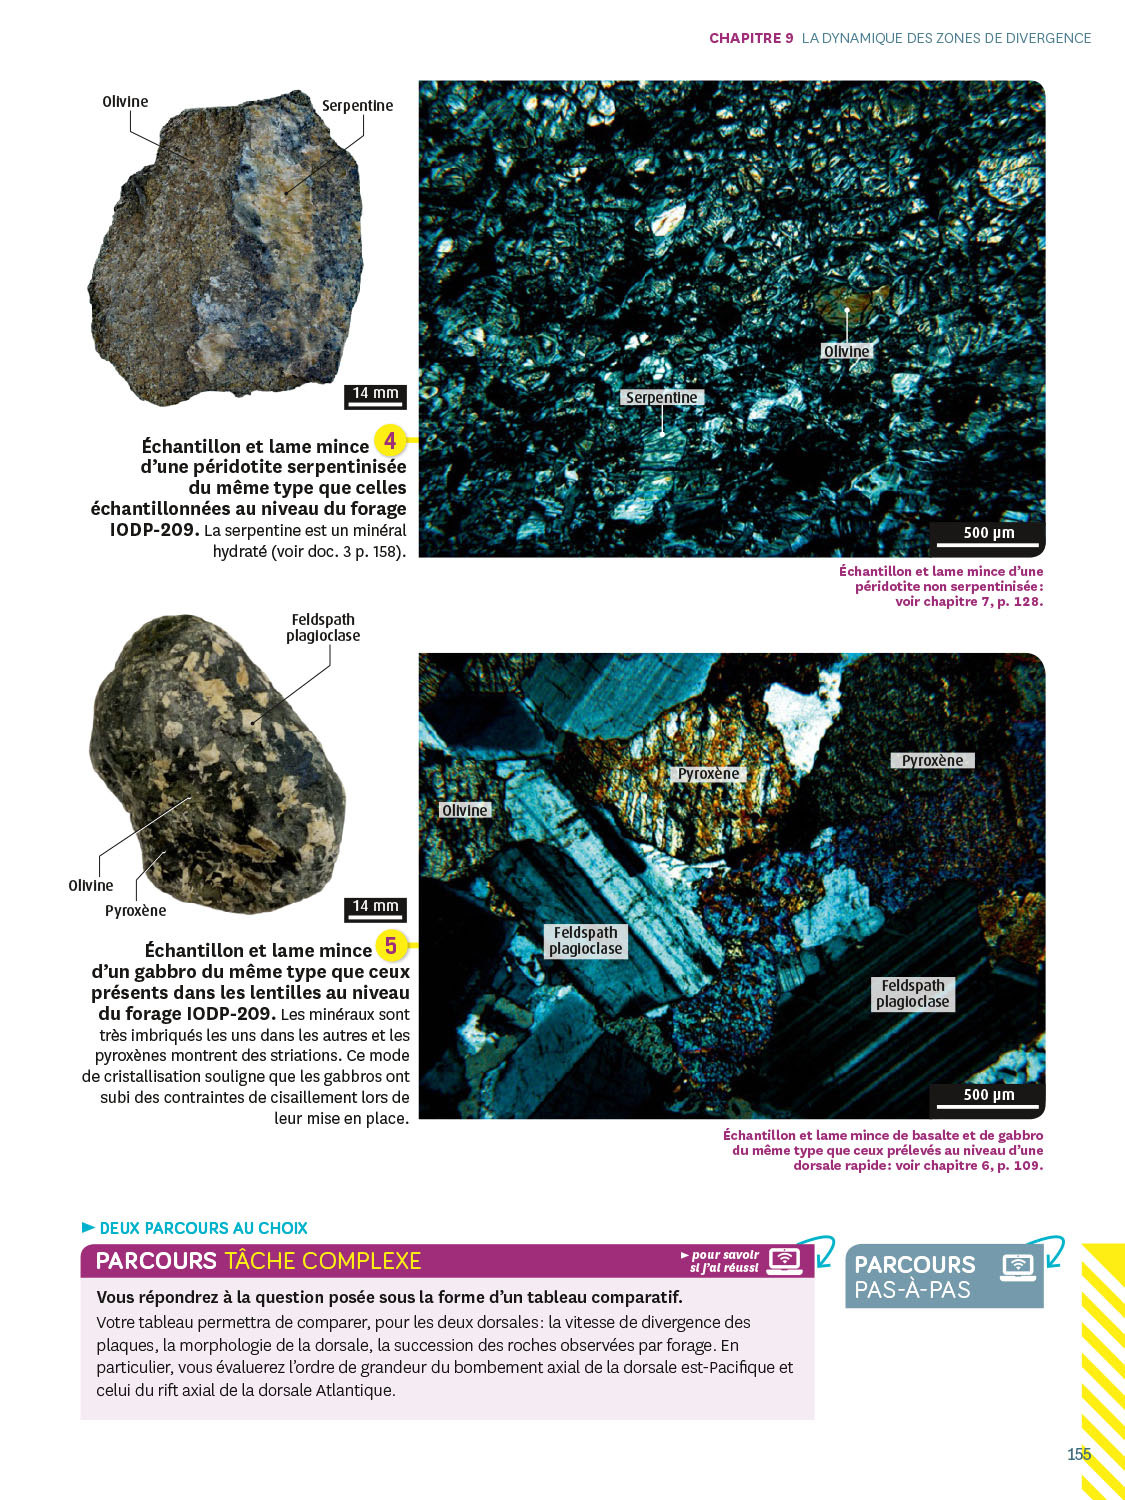 CHAPITRE 9 LA DYNAMIQUE DES ZONES DE DIVERGENCE
Olivine
Serpentine
14 mm
Olivine
Serpentine
500 µm
Échantillon et lame mince 4
d’une péridotite serpentinisée
du même type que celles
échantillonnées au niveau du forage
IODP-209. La serpentine est un minéral
hydraté (voir doc. 3 p. 158).
Échantillon et lame mince d’une
péridotite non serpentinisée :
voir chapitre 7, p. 128.
Feldspath
plagioclase
Olivine
Pyroxène
14 mm
Pyroxène
Pyroxène
Olivine
Feldspath
plagioclase
Feldspath
plagioclase
500 µm
Échantillon et lame mince 5
d’un gabbro du même type que ceux
présents dans les lentilles au niveau
du forage IODP-209. Les minéraux sont
très imbriqués les uns dans les autres et les
pyroxènes montrent des striations. Ce mode
de cristallisation souligne que les gabbros ont
subi des contraintes de cisaillement lors de
leur mise en place.
Échantillon et lame mince de basalte et de gabbro
du même type que ceux prélevés au niveau d’une
dorsale rapide : voir chapitre 6, p. 109.
► DEUX PARCOURS AU CHOIX
PARCOURS TÂCHE COMPLEXE
► pour savoir
si j’ai réussi
Vous répondrez à la question posée sous la forme d’un tableau comparatif.
Votre tableau permettra de comparer, pour les deux dorsales : la vitesse de divergence des
plaques, la morphologie de la dorsale, la succession des roches observées par forage. En
particulier, vous évaluerez l’ordre de grandeur du bombement axial de la dorsale est-Pacifique et
celui du rift axial de la dorsale Atlantique.
PARCOURS
PAS-À-PAS
155